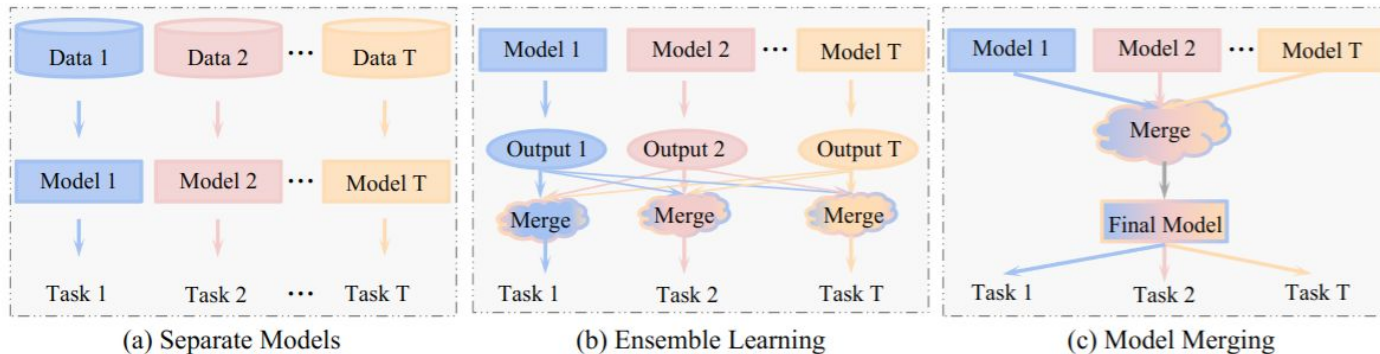 Data 1 Data 2 ••• Data T
Model 1 Model 2 ••• Model T
Task 1 Task 2 ••• Task T
(a) Separate Models
Model 1 Model 2 ••• Model T
Output 1 Output 2 Output T
Merge Merge Merge
Task 1 Task 2 Task T
(b) Ensemble Learning
Model 1 Model 2 ••• Model T
Merge
Final Model
Task 1 Task 2 Task T
(c) Model Merging